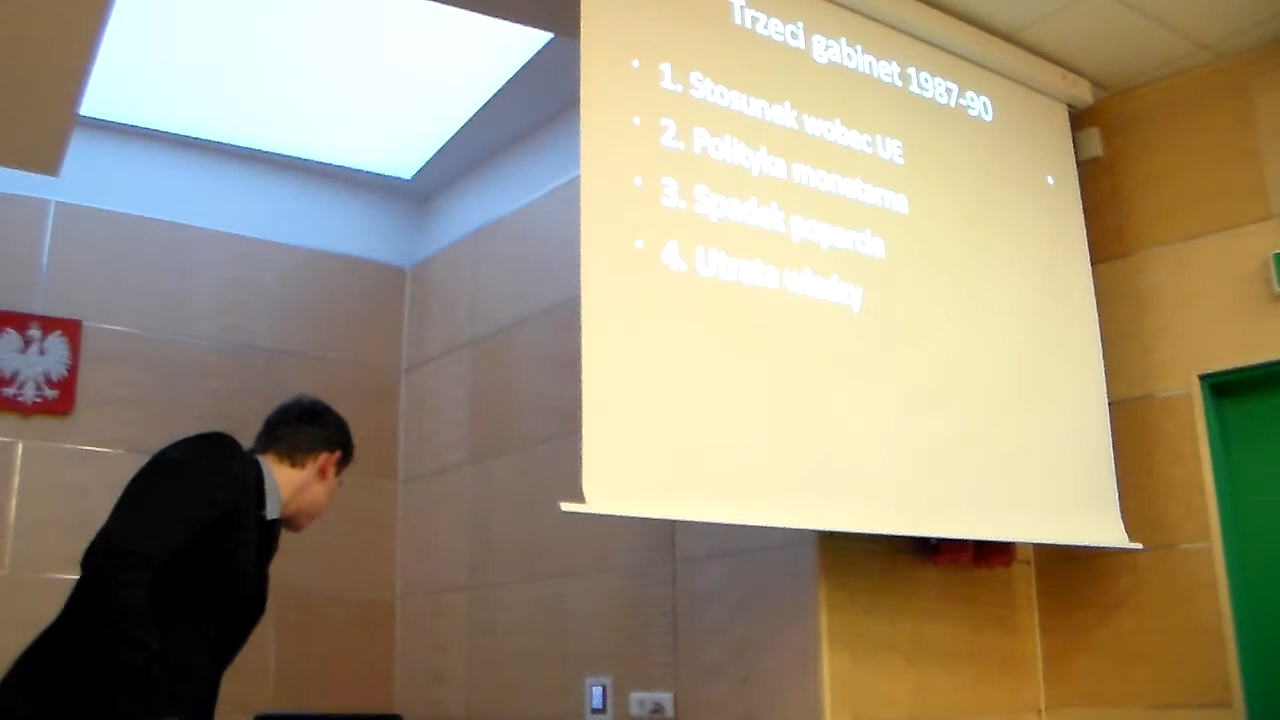 Trzeci gabinet 1987-90
• 1. Stosunek wobec UE
• 2. Polityka monetarna
• 3. Spadek poparcia
• 4. Utrata władzy